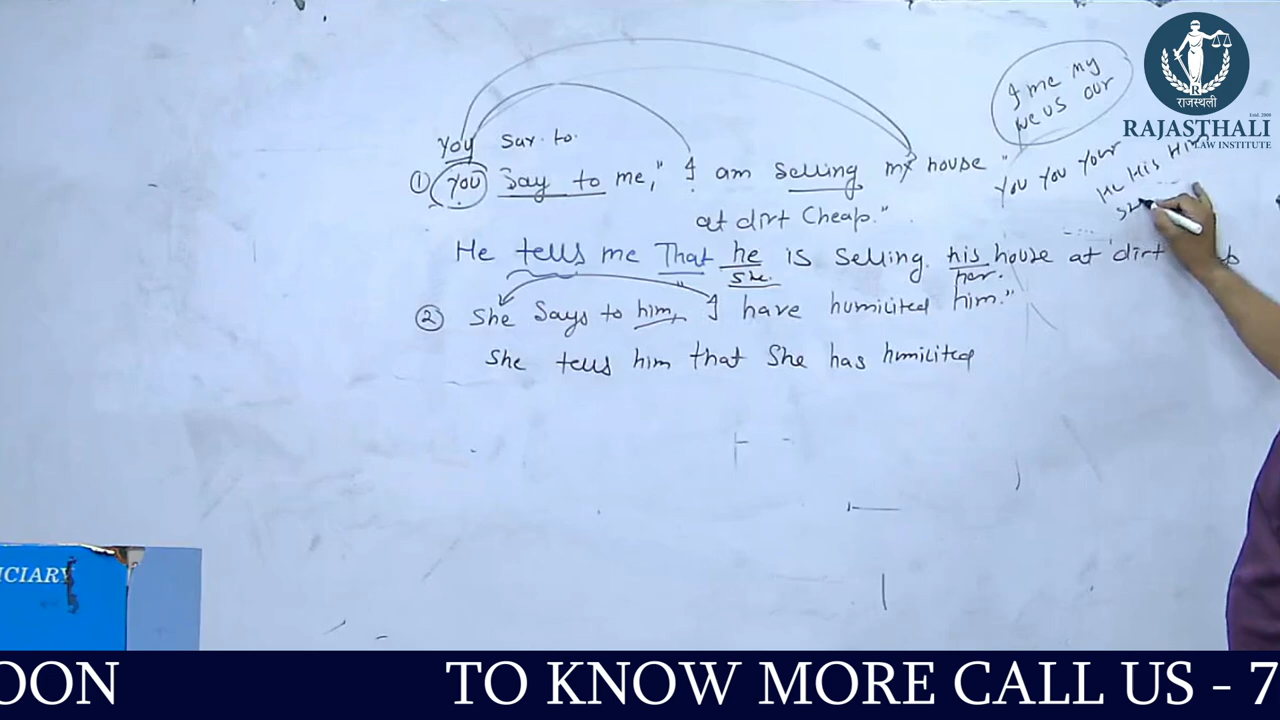 I me my
we us our
राजस्थली
Estd. 2000
RAJASTHALI
LAW INSTITUTE
You You Your
He His Him
You Say to
① You Say to me, "I am selling my house"
at dirt Cheap."
He tells me That he is selling his house at dirt
she her.
② She Says to him, "I have humilited him."
She tells him that She has humilited
ICIARY
OON TO KNOW MORE CALL US - 7